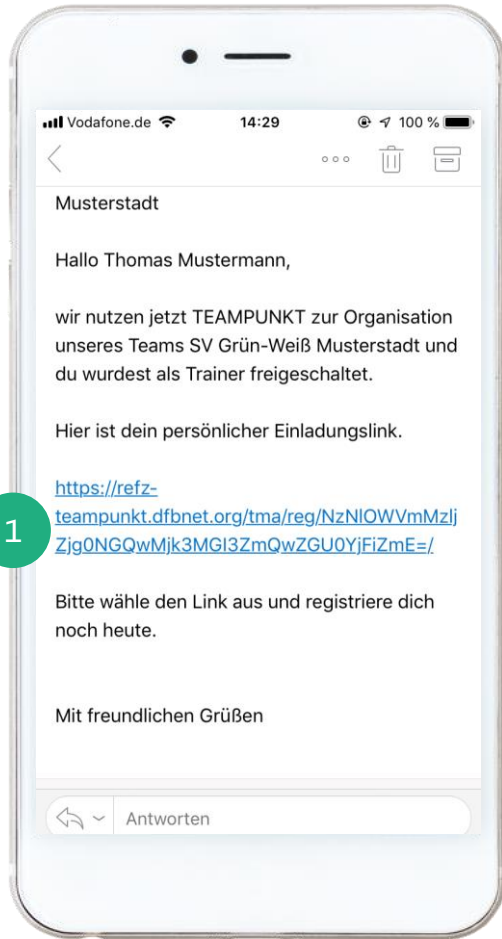 Vodafone.de 14:29 100 %
Musterstadt
Hallo Thomas Mustermann,
wir nutzen jetzt TEAMPUNKT zur Organisation
unseres Teams SV Grün-Weiß Musterstadt und
du wurdest als Trainer freigeschaltet.
Hier ist dein persönlicher Einladungslink.
https://refz-
1
teampunkt.dfbnet.org/tma/reg/NzNlOWVmMzlj
Zjg0NGQwMjk3MGI3ZmQwZGU0YjFiZmE=/
Bitte wähle den Link aus und registriere dich
noch heute.
Mit freundlichen Grüßen
Antworten